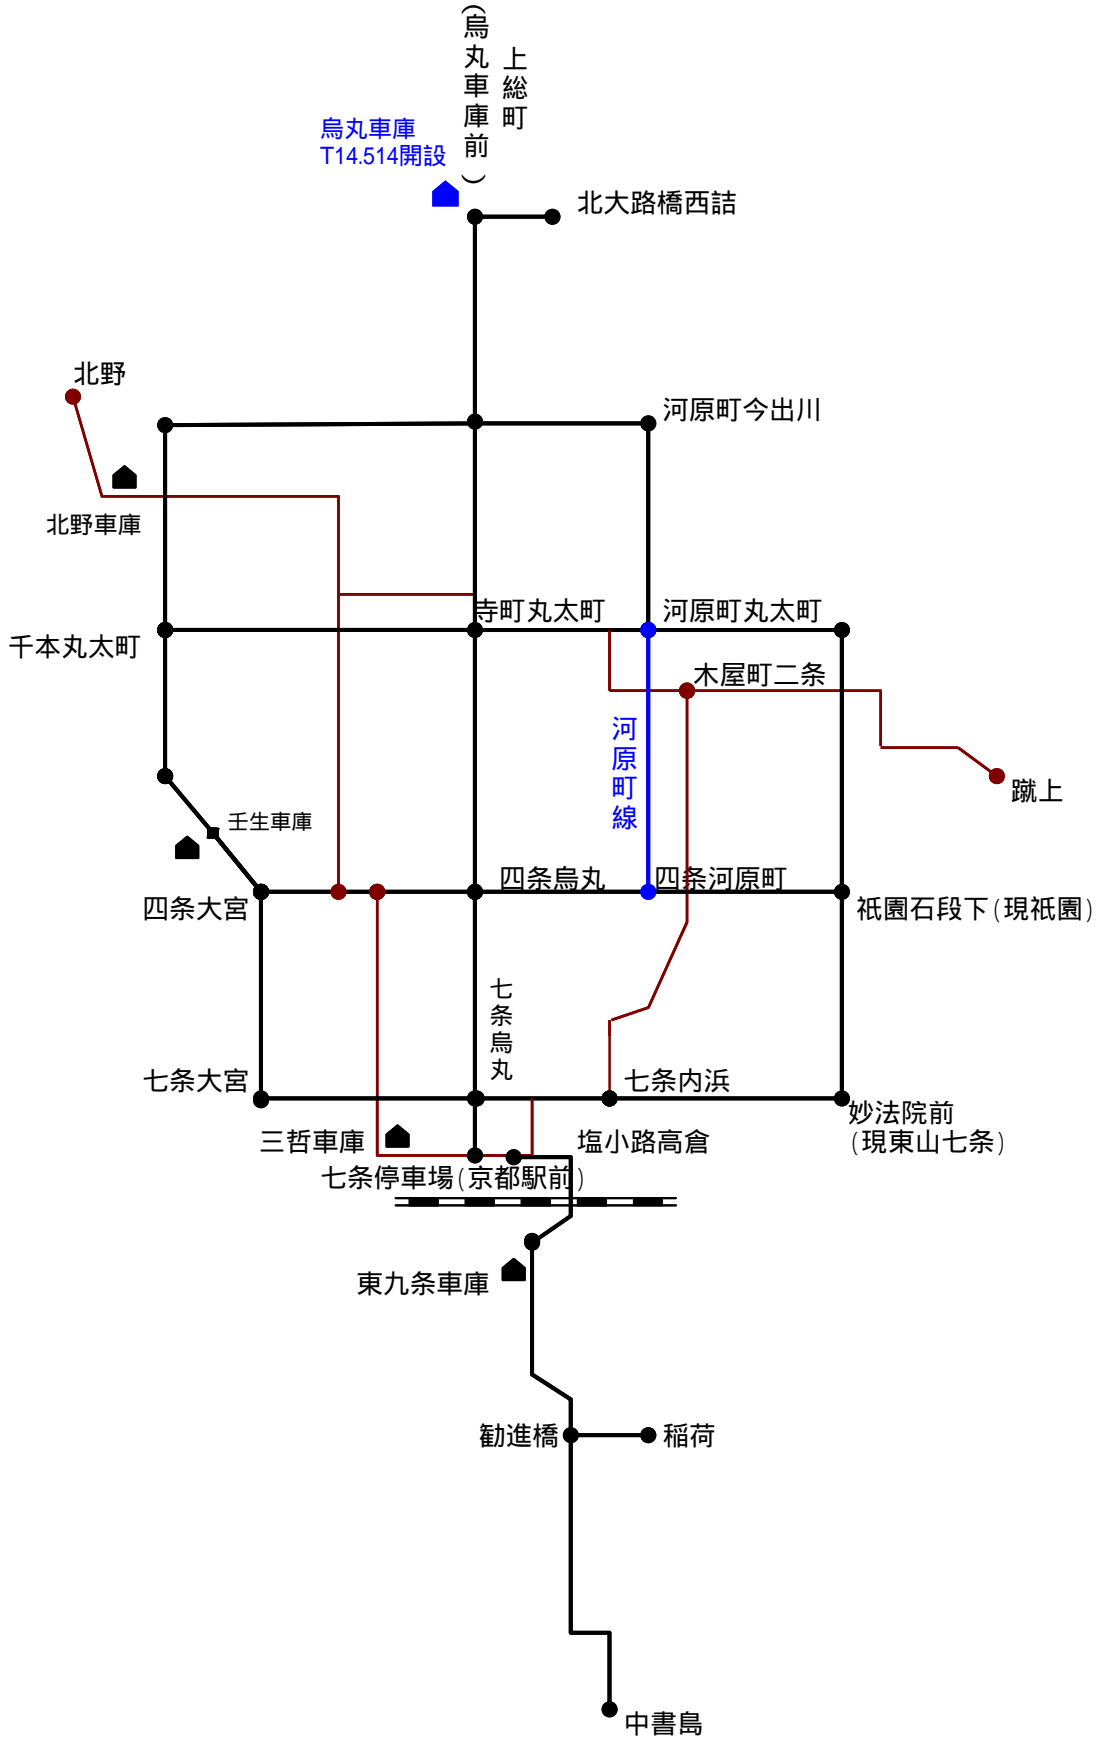 上総町
(烏丸車庫前)
烏丸車庫
T14.514開設
北大路橋西詰
北野
河原町今出川
北野車庫
寺町丸太町
河原町丸太町
千本丸太町
木屋町二条
河原町線
蹴上
壬生車庫
四条烏丸
四条河原町
四条大宮
祇園石段下(現祇園)
七条烏丸
七条大宮
七条内浜
妙法院前
(現東山七条)
三哲車庫
塩小路高倉
七条停車場(京都駅前)
東九条車庫
勧進橋
稲荷
中書島